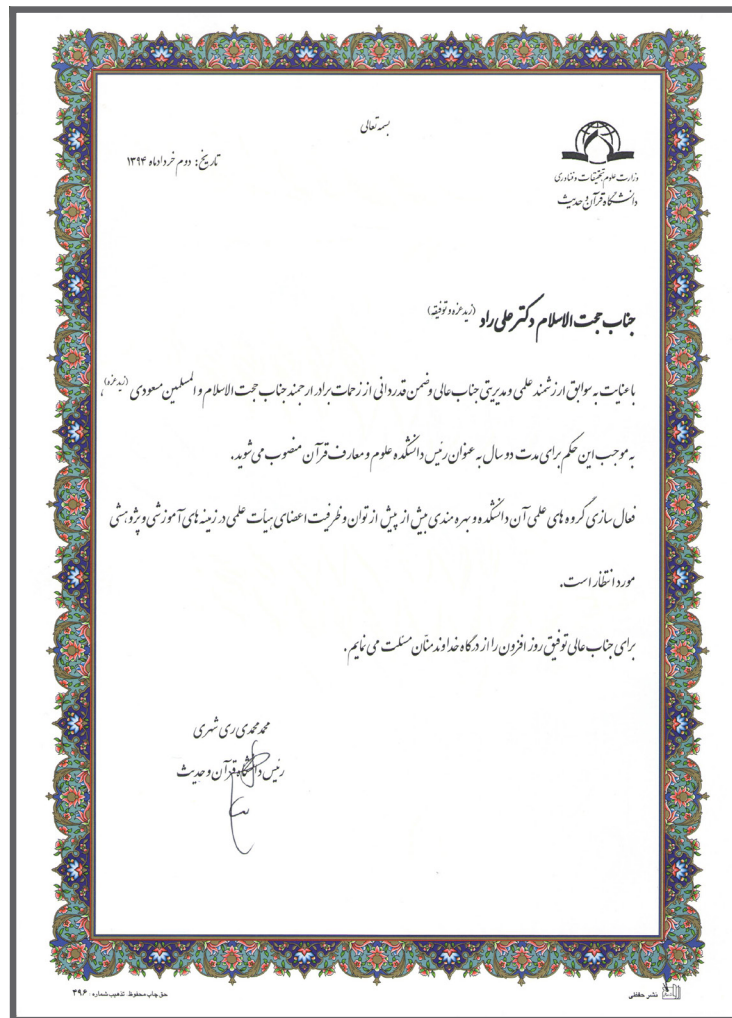 بسمه تعالی
وزارت علوم تحقیقات و فناوری
دانشگاه قرآن و حدیث
تاریخ: دوم خردادماه ۱۳۹۴
جناب حجت الاسلام دکتر علی راد (زید عزه و توفیقه)
با عنایت به سوابق ارزشمند علمی و مدیریتی جناب عالی و ضمن قدردانی از زحمات برادر ارجمند جناب حجت الاسلام و المسلمین مسعودی (زید عزه)،
به موجب این حکم برای مدت دو سال به عنوان رئیس دانشکده علوم و معارف قرآن منصوب می شوید.
فعال سازی گروه های علمی آن دانشکده و بهره مندی بیش از پیش از توان و ظرفیت اعضای هیأت علمی در زمینه های آموزشی و پژوهشی
مورد انتظار است.
برای جناب عالی توفیق روز افزون را از درگاه خداوند منّان مسئلت می نمایم.
محمد محمدی ری شهری
رئیس دانشگاه قرآن و حدیث
نشر حفظی
حق چاپ محفوظ. تذهیب شماره ۴۹۶